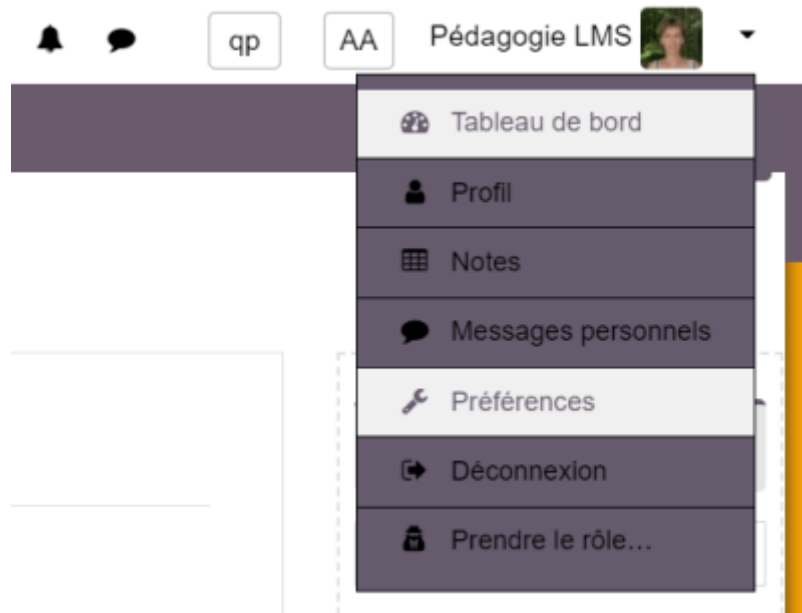 qp
AA
Pédagogie LMS
Tableau de bord
Profil
Notes
Messages personnels
Préférences
Déconnexion
Prendre le rôle...